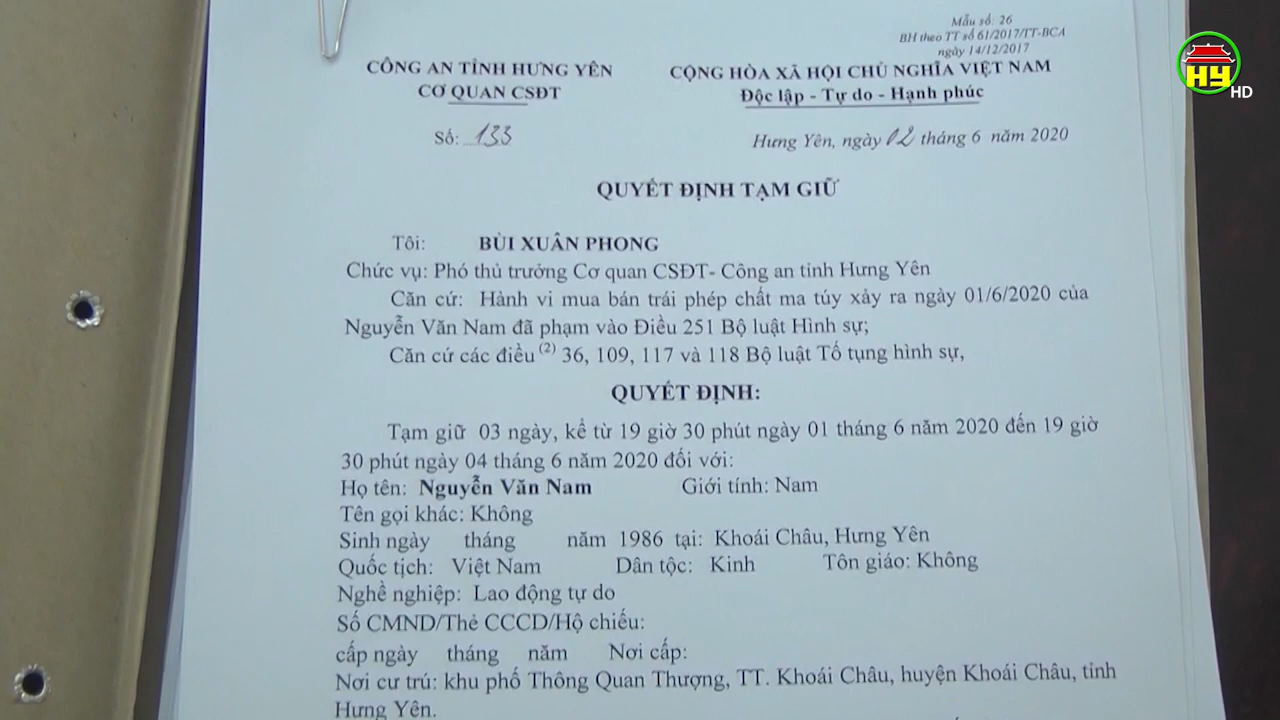 Mẫu số: 26
BH theo TT số 61/2017/TT-BCA
ngày 14/12/2017
CÔNG AN TỈNH HƯNG YÊN
CƠ QUAN CSĐT
CỘNG HÒA XÃ HỘI CHỦ NGHĨA VIỆT NAM
Độc lập - Tự do - Hạnh phúc
Số: 133
Hưng Yên, ngày 02 tháng 6 năm 2020
QUYẾT ĐỊNH TẠM GIỮ
Tôi: BÙI XUÂN PHONG
Chức vụ: Phó thủ trưởng Cơ quan CSĐT- Công an tỉnh Hưng Yên
Căn cứ: Hành vi mua bán trái phép chất ma túy xảy ra ngày 01/6/2020 của
Nguyễn Văn Nam đã phạm vào Điều 251 Bộ luật Hình sự;
Căn cứ các điều (2) 36, 109, 117 và 118 Bộ luật Tố tụng hình sự,
QUYẾT ĐỊNH:
Tạm giữ 03 ngày, kể từ 19 giờ 30 phút ngày 01 tháng 6 năm 2020 đến 19 giờ
30 phút ngày 04 tháng 6 năm 2020 đối với:
Họ tên: Nguyễn Văn Nam Giới tính: Nam
Tên gọi khác: Không
Sinh ngày tháng năm 1986 tại: Khoái Châu, Hưng Yên
Quốc tịch: Việt Nam Dân tộc: Kinh Tôn giáo: Không
Nghề nghiệp: Lao động tự do
Số CMND/Thẻ CCCD/Hộ chiếu:
cấp ngày tháng năm Nơi cấp:
Nơi cư trú: khu phố Thông Quan Thượng, TT. Khoái Châu, huyện Khoái Châu, tỉnh
Hưng Yên.
HY
HD